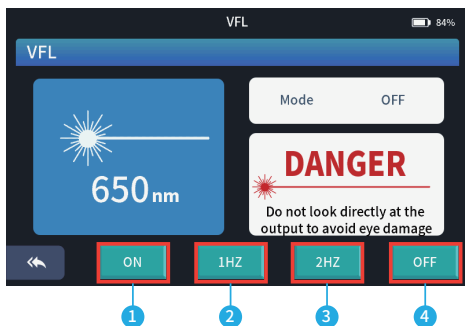 VFL
84%
VFL
650nm
Mode OFF
DANGER
Do not look directly at the
output to avoid eye damage
ON 1HZ 2HZ OFF
1 2 3 4